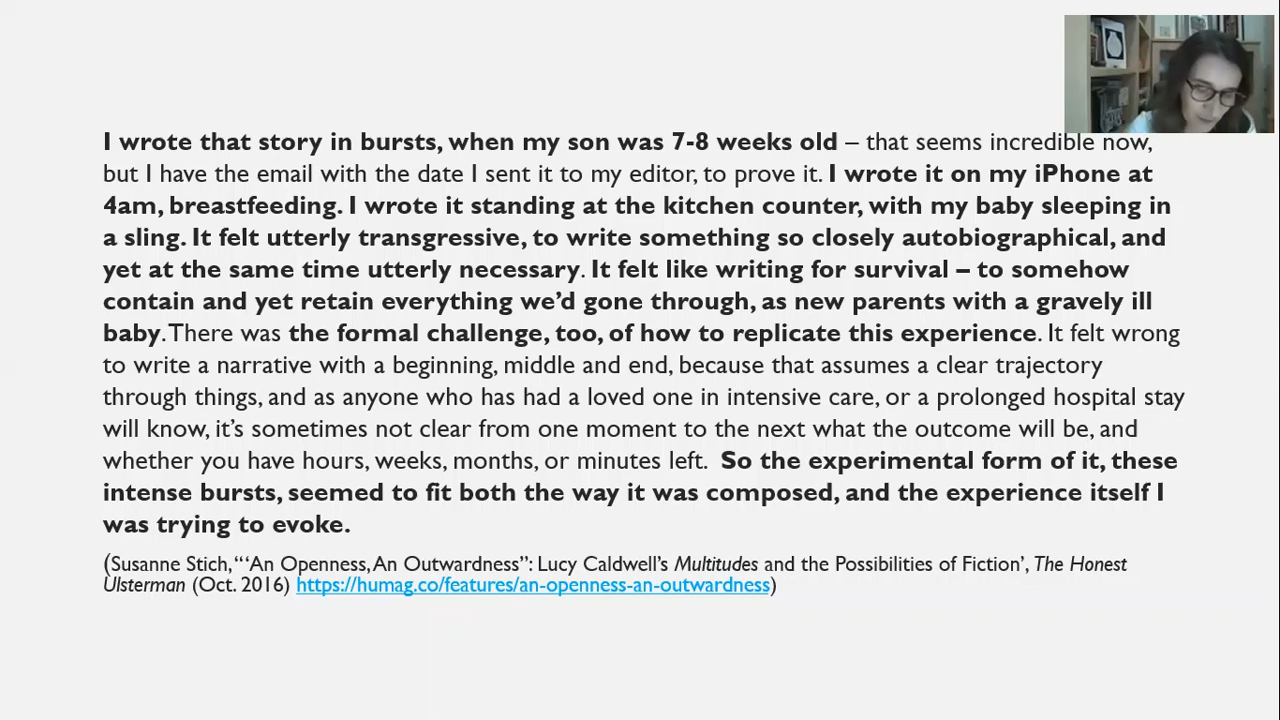 I wrote that story in bursts, when my son was 7-8 weeks old – that seems incredible now,
but I have the email with the date I sent it to my editor, to prove it. I wrote it on my iPhone at
4am, breastfeeding. I wrote it standing at the kitchen counter, with my baby sleeping in
a sling. It felt utterly transgressive, to write something so closely autobiographical, and
yet at the same time utterly necessary. It felt like writing for survival – to somehow
contain and yet retain everything we’d gone through, as new parents with a gravely ill
baby. There was the formal challenge, too, of how to replicate this experience. It felt wrong
to write a narrative with a beginning, middle and end, because that assumes a clear trajectory
through things, and as anyone who has had a loved one in intensive care, or a prolonged hospital stay
will know, it’s sometimes not clear from one moment to the next what the outcome will be, and
whether you have hours, weeks, months, or minutes left. So the experimental form of it, these
intense bursts, seemed to fit both the way it was composed, and the experience itself I
was trying to evoke.
(Susanne Stich, “‘An Openness, An Outwardness”: Lucy Caldwell’s Multitudes and the Possibilities of Fiction’, The Honest
Ulsterman (Oct. 2016) https://humag.co/features/an-openness-an-outwardness)